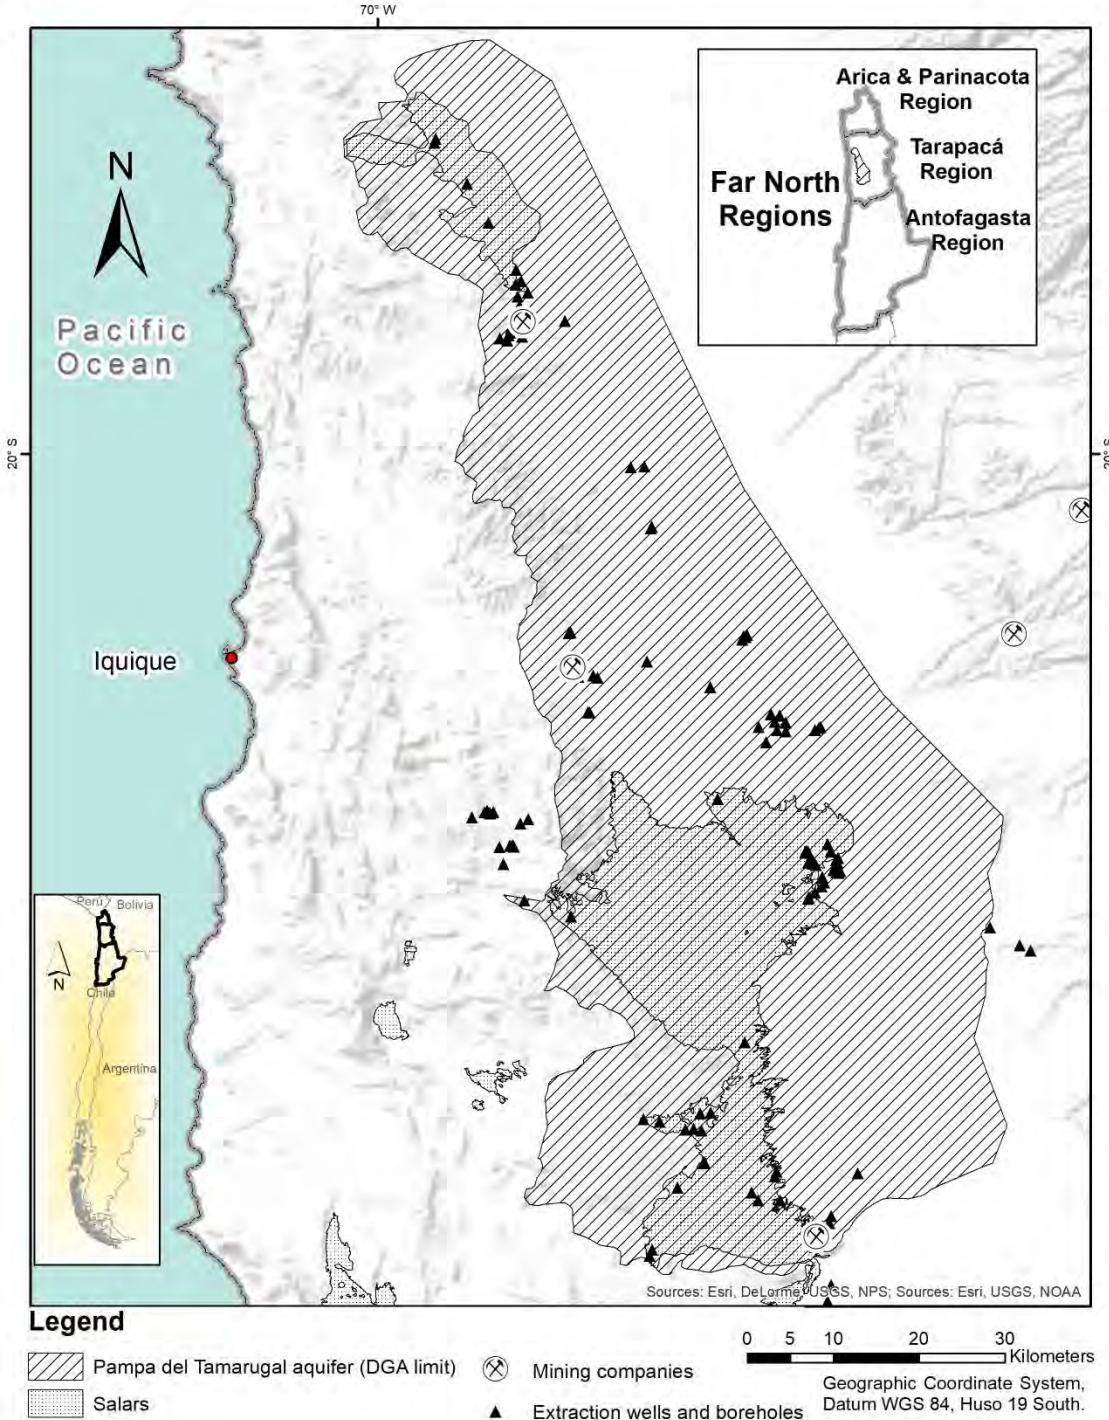 70° W
Arica & Parinacota
Region
Tarapacá
Region
Far North
Regions
Antofagasta
Region
N
Pacific
Ocean
20° S
20° S
Iquique
Perú
Bolivia
N
Chile
Argentina
Sources: Esri, DeLorme, USGS, NPS; Sources: Esri, USGS, NOAA
Legend
Pampa del Tamarugal aquifer (DGA limit)
Salars
Mining companies
Extraction wells and boreholes
0 5 10 20 30
Kilometers
Geographic Coordinate System,
Datum WGS 84, Huso 19 South.